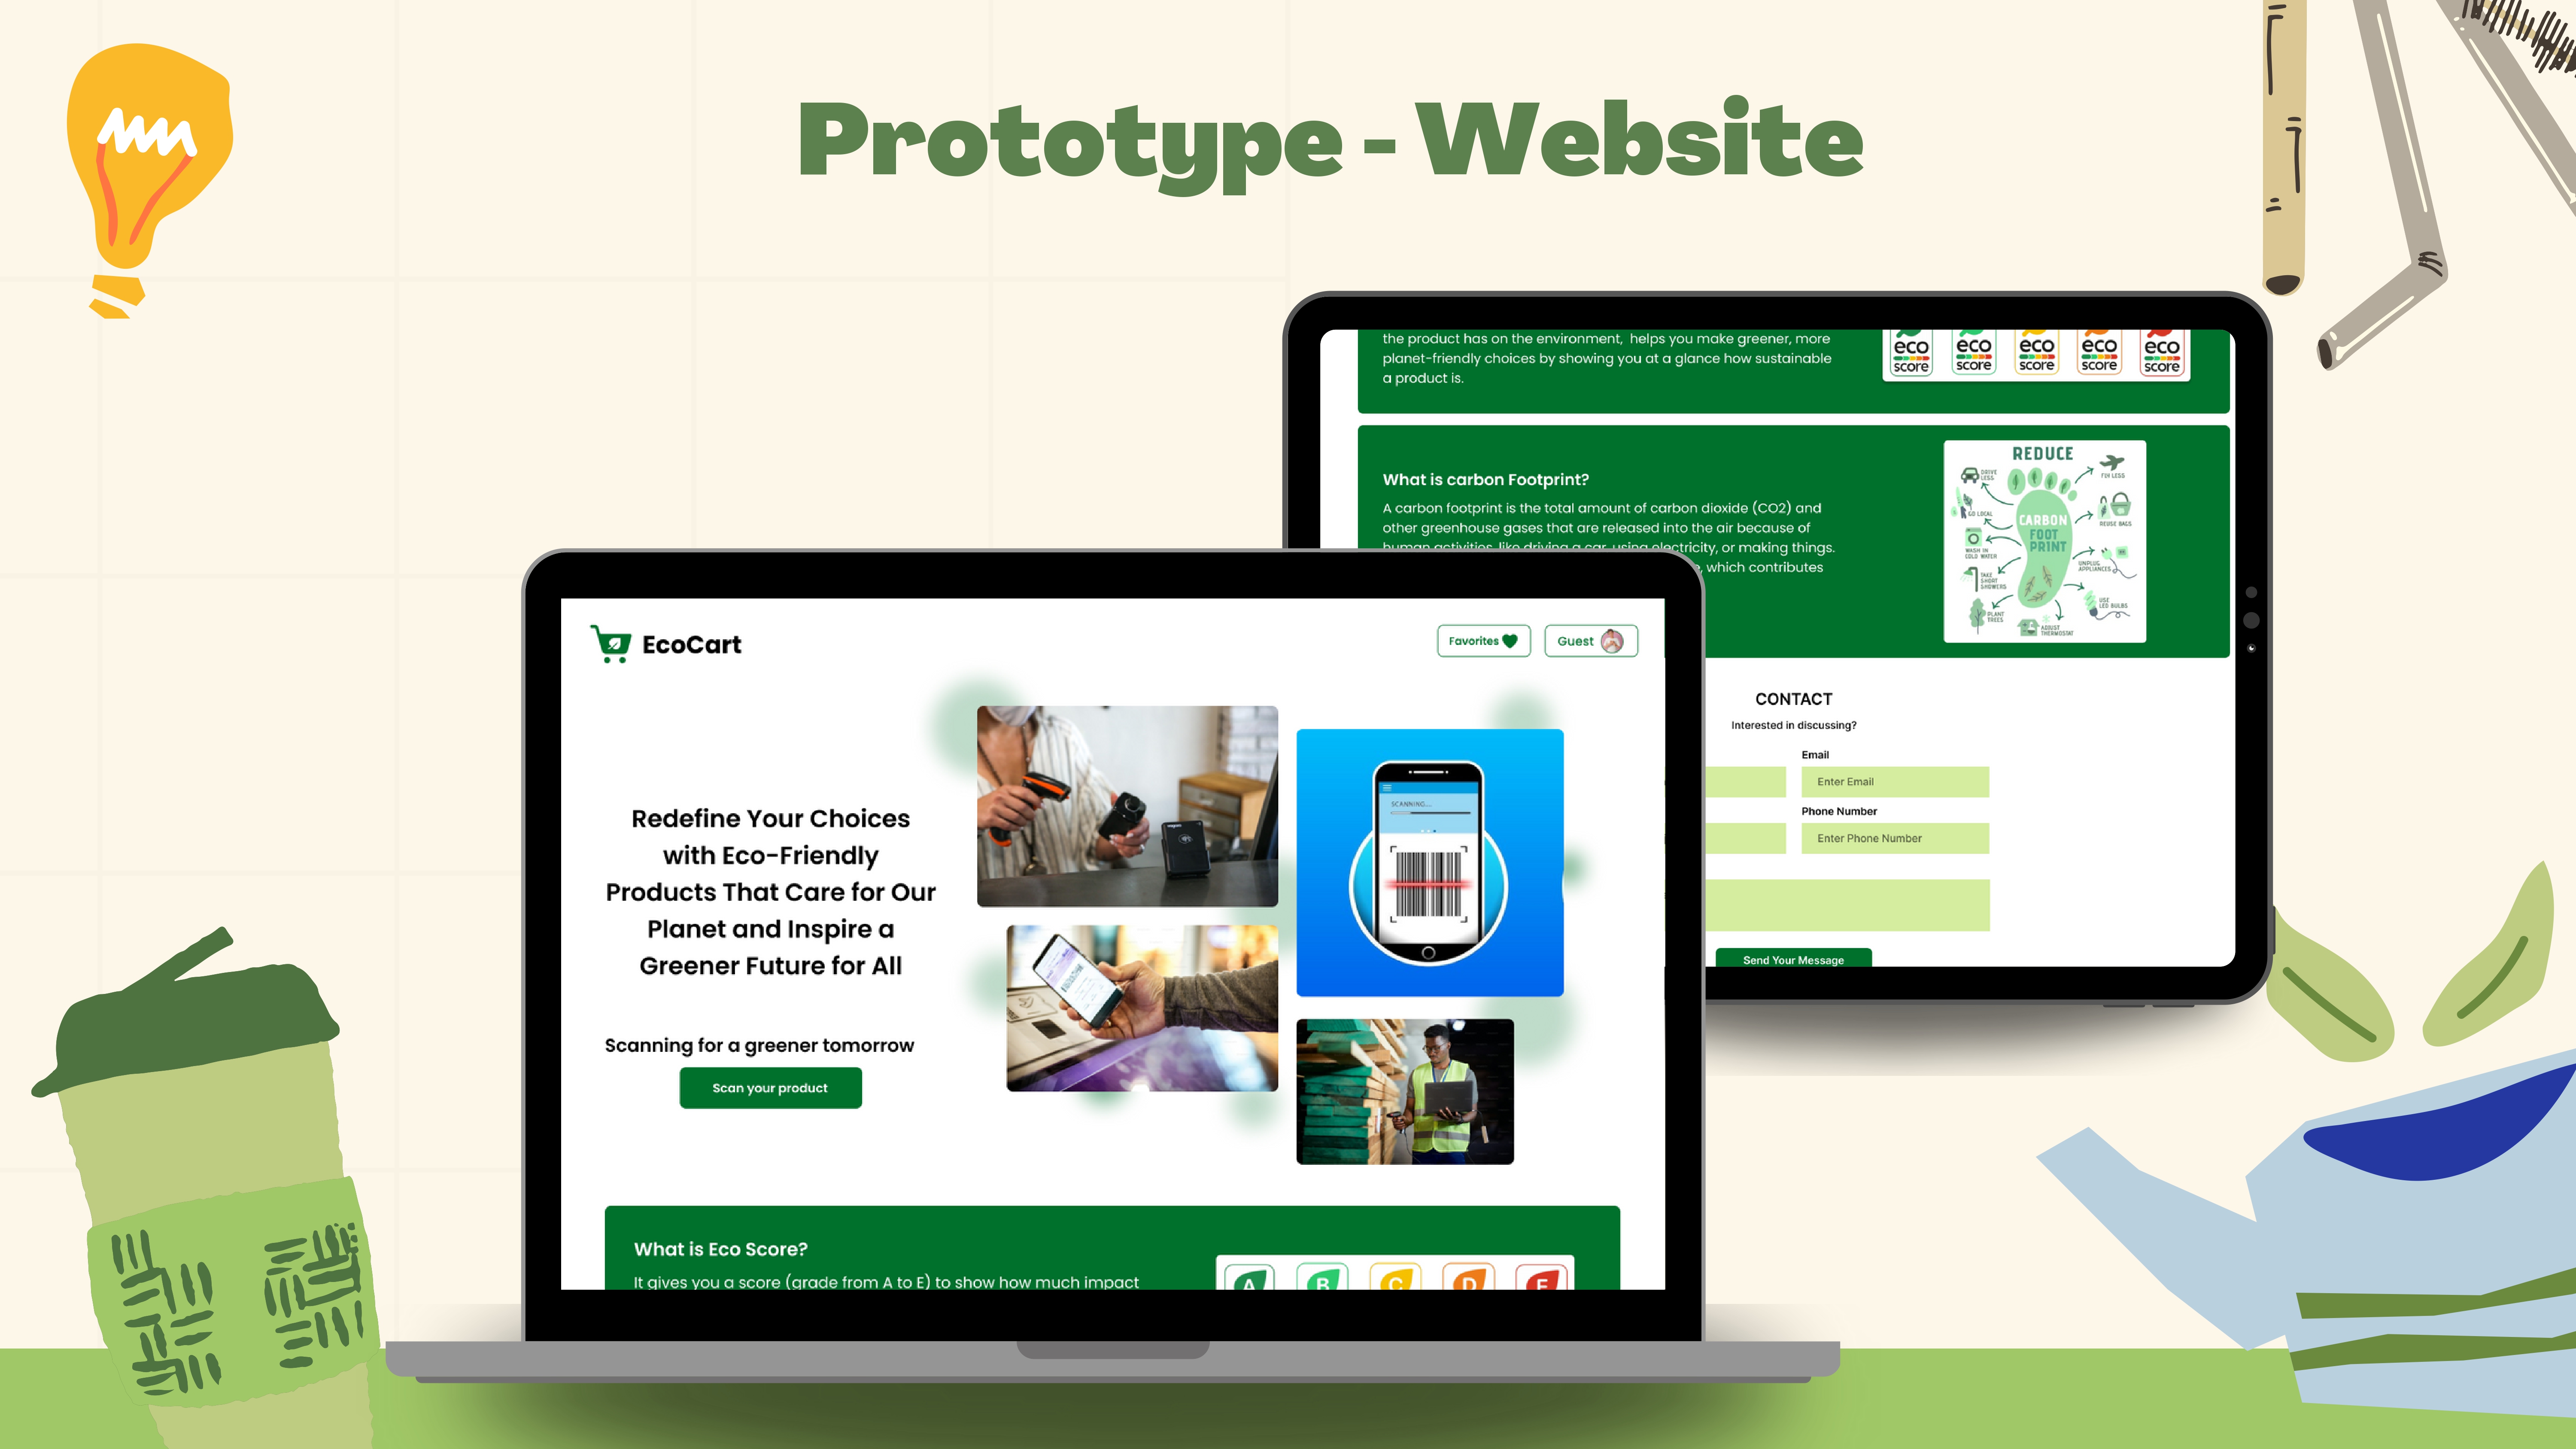 Prototype - Website
the product has on the environment, helps you make greener, more
planet-friendly choices by showing you at a glance how sustainable
a product is.
eco score
eco score
eco score
eco score
eco score
What is carbon Footprint?
A carbon footprint is the total amount of carbon dioxide (CO2) and
other greenhouse gases that are released into the air because of
human activities, like driving a car, using electricity, or making things.
, which contributes
REDUCE
DRIVE LESS
FLY LESS
GO LOCAL
REUSE BAGS
CARBON
FOOT
PRINT
WASH IN COLD WATER
UNPLUG APPLIANCES
TAKE SHORT SHOWERS
USE LED BULBS
PLANT TREES
ADJUST THERMOSTAT
CONTACT
Interested in discussing?
Email
Enter Email
Phone Number
Enter Phone Number
Send Your Message
EcoCart
Favorites
Guest
Redefine Your Choices
with Eco-Friendly
Products That Care for Our
Planet and Inspire a
Greener Future for All
Scanning for a greener tomorrow
Scan your product
SCANNING...
What is Eco Score?
It gives you a score (grade from A to E) to show how much impact
A B C D E